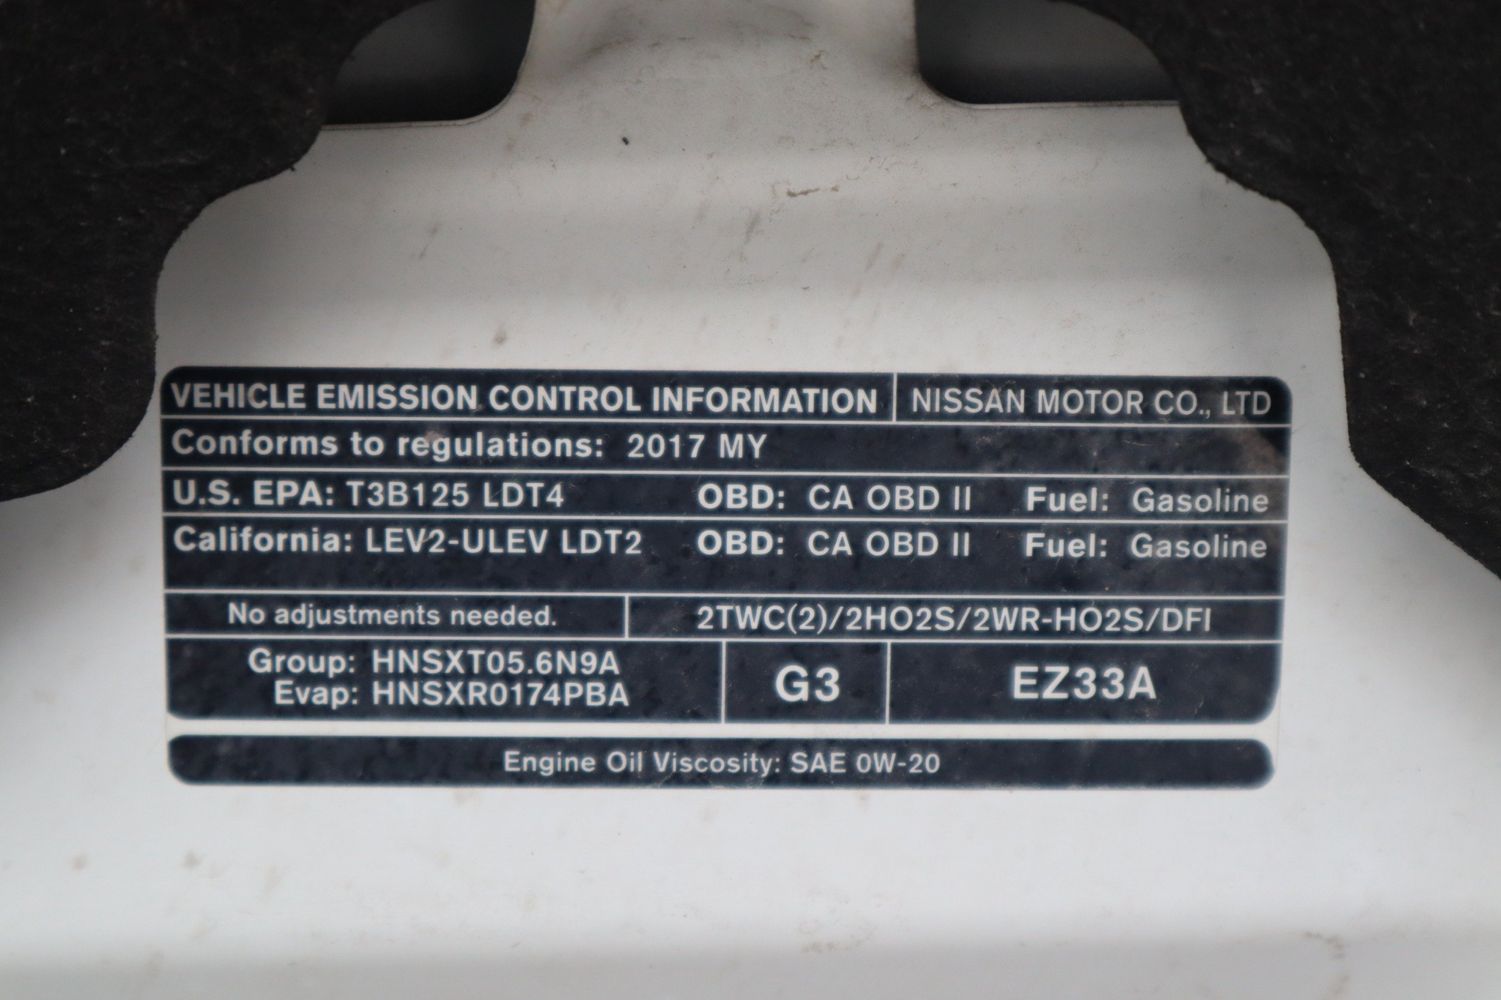 VEHICLE EMISSION CONTROL INFORMATION NISSAN MOTOR CO., LTD
Conforms to regulations: 2017 MY
U.S. EPA: T3B125 LDT4 OBD: CA OBD II Fuel: Gasoline
California: LEV2-ULEV LDT2 OBD: CA OBD II Fuel: Gasoline
No adjustments needed. 2TWC(2)/2HO2S/2WR-HO2S/DFI
Group: HNSXT05.6N9A
Evap: HNSXR0174PBA
G3
EZ33A
Engine Oil Viscosity: SAE 0W-20